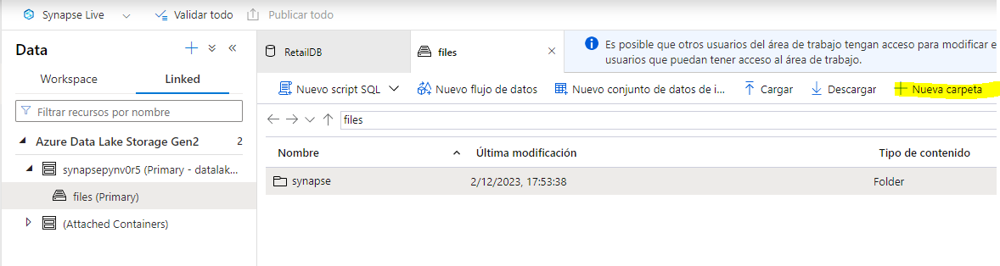 Synapse Live
Validar todo
Publicar todo
Data
Workspace
Linked
Filtrar recursos por nombre
Azure Data Lake Storage Gen2 2
synapsepynv0r5 (Primary - datalak...
files (Primary)
(Attached Containers)
RetailDB
files
Es posible que otros usuarios del área de trabajo tengan acceso para modificar e
usuarios que puedan tener acceso al área de trabajo.
Nuevo script SQL
Nuevo flujo de datos
Nuevo conjunto de datos de i...
Cargar
Descargar
Nueva carpeta
files
Nombre Última modificación Tipo de contenido
synapse 2/12/2023, 17:53:38 Folder